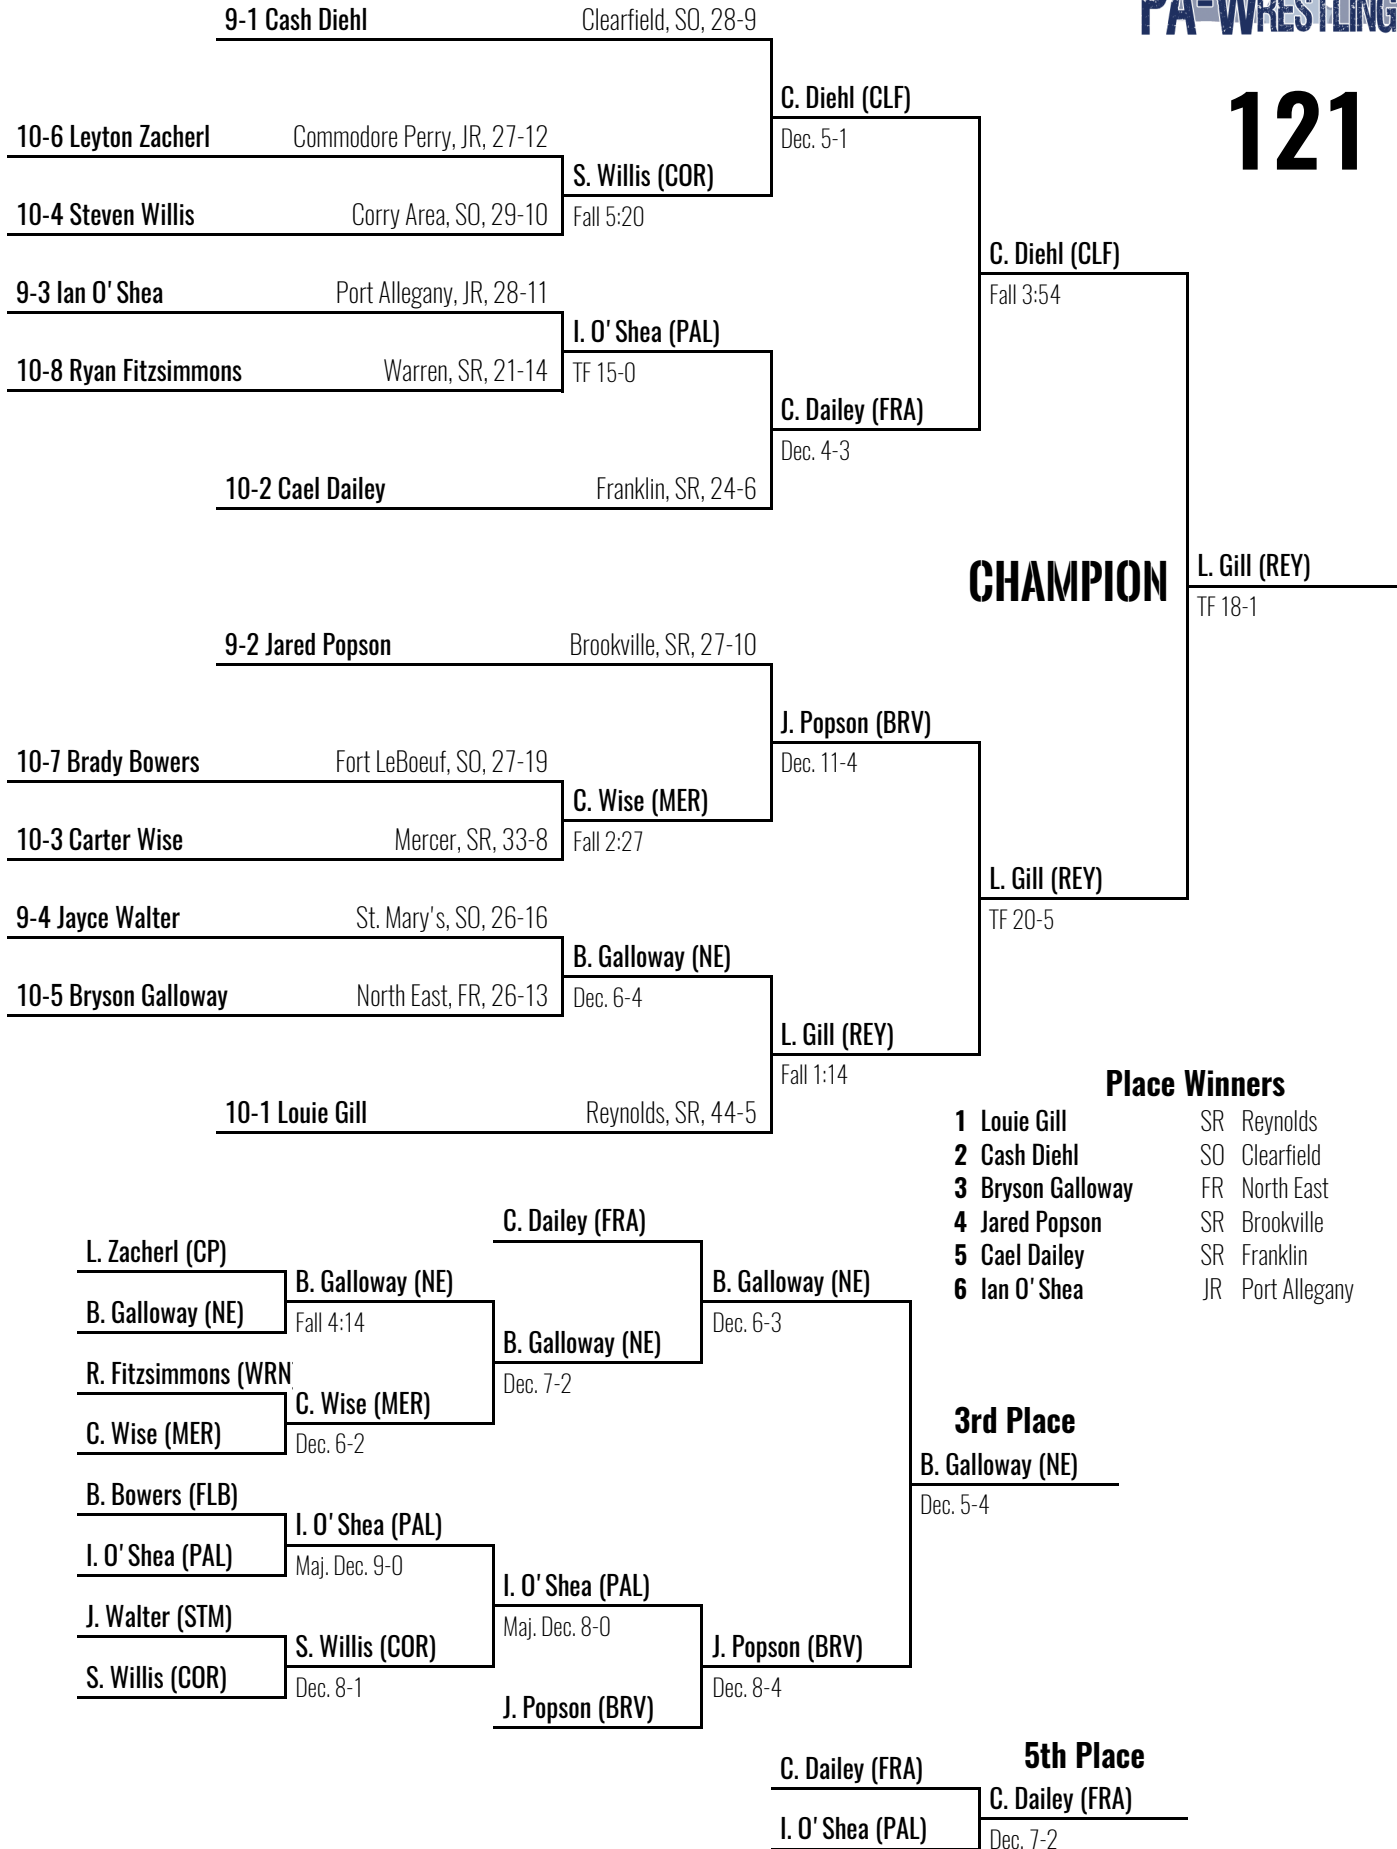 PA-WRESTLING
9-1 Cash Diehl Clearfield, SO, 28-9
121
C. Diehl (CLF)
Dec. 5-1
10-6 Leyton Zacherl Commodore Perry, JR, 27-12
S. Willis (COR)
Fall 5:20
10-4 Steven Willis Corry Area, SO, 29-10
C. Diehl (CLF)
Fall 3:54
9-3 Ian O'Shea Port Allegany, JR, 28-11
I. O'Shea (PAL)
TF 15-0
10-8 Ryan Fitzsimmons Warren, SR, 21-14
C. Dailey (FRA)
Dec. 4-3
10-2 Cael Dailey Franklin, SR, 24-6
CHAMPION
L. Gill (REY)
TF 18-1
9-2 Jared Popson Brookville, SR, 27-10
J. Popson (BRV)
Dec. 11-4
10-7 Brady Bowers Fort LeBoeuf, SO, 27-19
C. Wise (MER)
Fall 2:27
10-3 Carter Wise Mercer, SR, 33-8
L. Gill (REY)
TF 20-5
9-4 Jayce Walter St. Mary's, SO, 26-16
B. Galloway (NE)
Dec. 6-4
10-5 Bryson Galloway North East, FR, 26-13
L. Gill (REY)
Fall 1:14
10-1 Louie Gill Reynolds, SR, 44-5
Place Winners
1 Louie Gill SR Reynolds
2 Cash Diehl SO Clearfield
3 Bryson Galloway FR North East
4 Jared Popson SR Brookville
5 Cael Dailey SR Franklin
6 Ian O'Shea JR Port Allegany
C. Dailey (FRA)
L. Zacherl (CP)
B. Galloway (NE)
Fall 4:14
B. Galloway (NE)
B. Galloway (NE)
Dec. 6-3
B. Galloway (NE)
Dec. 7-2
R. Fitzsimmons (WRN
C. Wise (MER)
Dec. 6-2
C. Wise (MER)
3rd Place
B. Galloway (NE)
Dec. 5-4
B. Bowers (FLB)
I. O'Shea (PAL)
Maj. Dec. 9-0
I. O'Shea (PAL)
I. O'Shea (PAL)
Maj. Dec. 8-0
J. Walter (STM)
S. Willis (COR)
Dec. 8-1
S. Willis (COR)
J. Popson (BRV)
Dec. 8-4
J. Popson (BRV)
5th Place
C. Dailey (FRA)
C. Dailey (FRA)
Dec. 7-2
I. O'Shea (PAL)